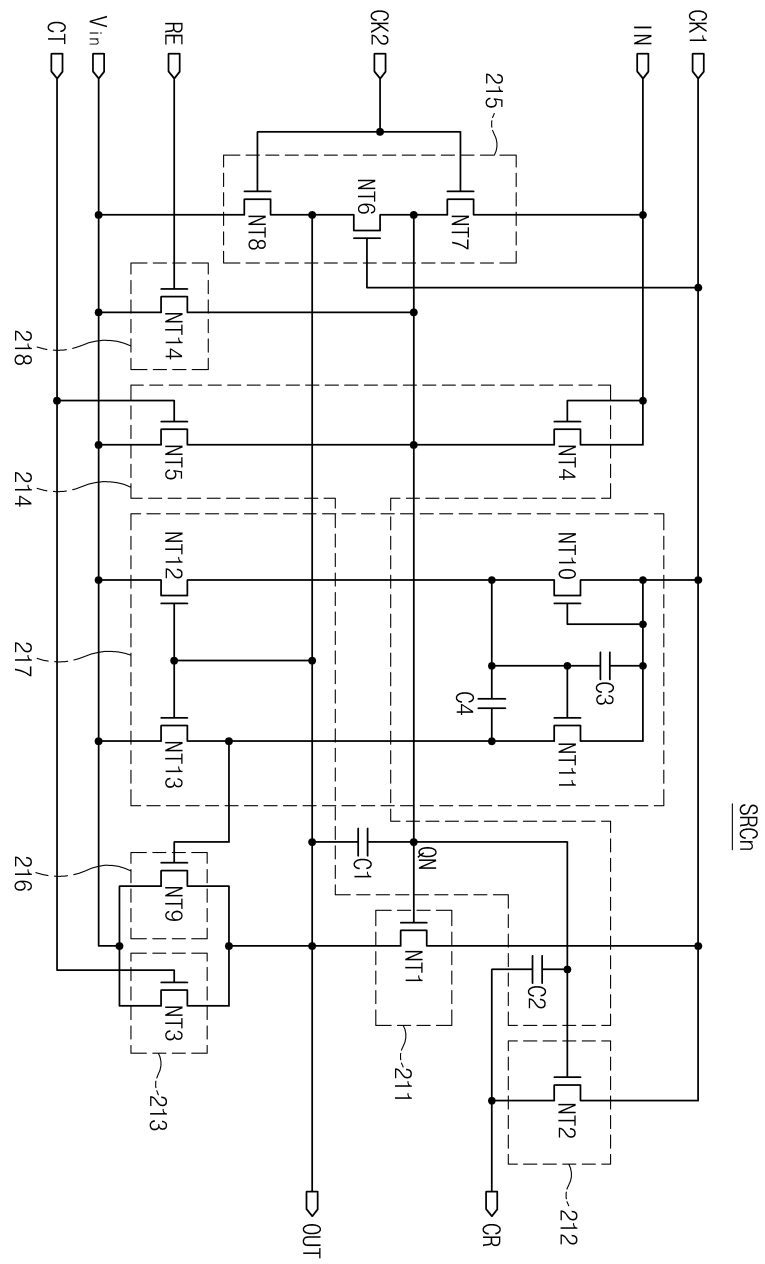 SRCn
CK1
IN
CK2
RE
Vin
CT
215
NT7
NT6
NT8
NT14
218
NT4
NT5
214
NT10
NT12
C3
C4
217
NT11
NT13
QN
C1
216
NT9
NT1
C2
NT3
213
211
NT2
212
CR
OUT